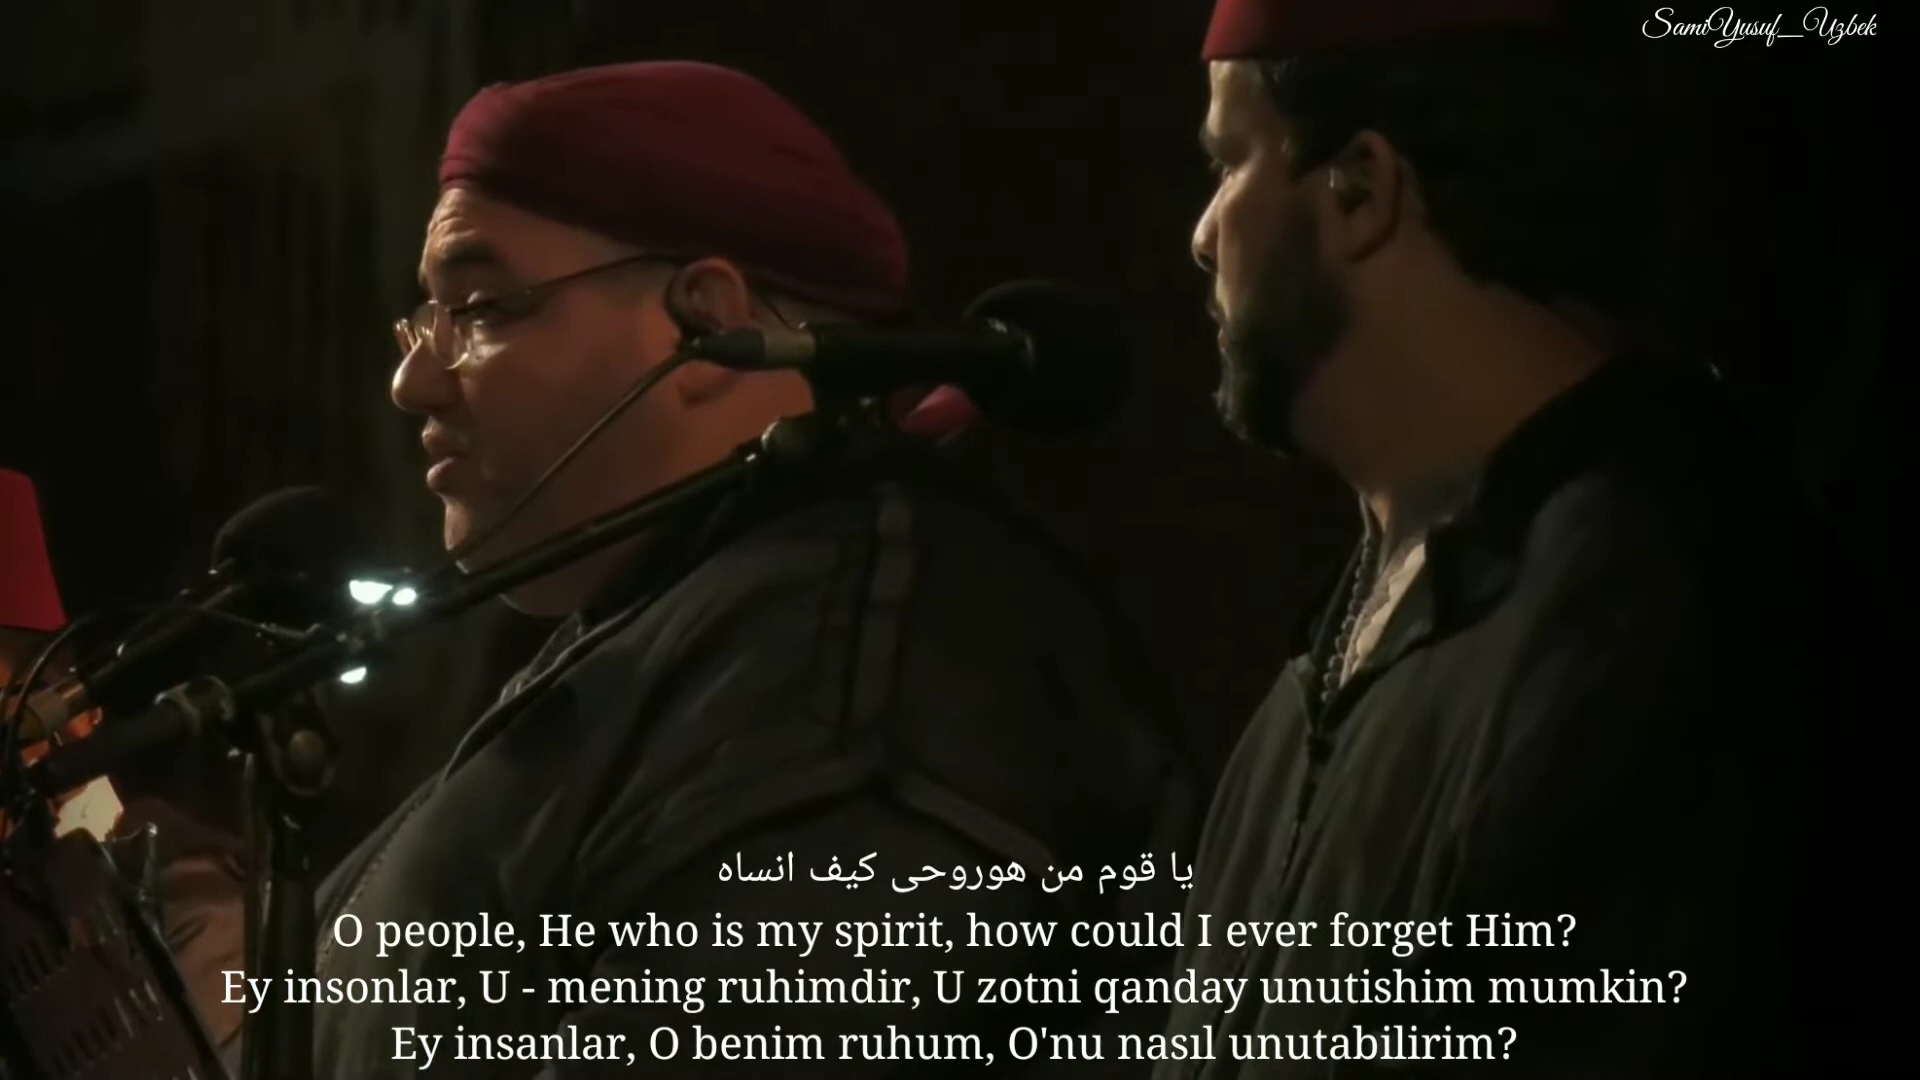 SamiYusuf_Uzbek
يا قوم من هوروحى كيف انساه
O people, He who is my spirit, how could I ever forget Him?
Ey insonlar, U - mening ruhimdir, U zotni qanday unutishim mumkin?
Ey insanlar, O benim ruhum, O'nu nasıl unutabilirim?